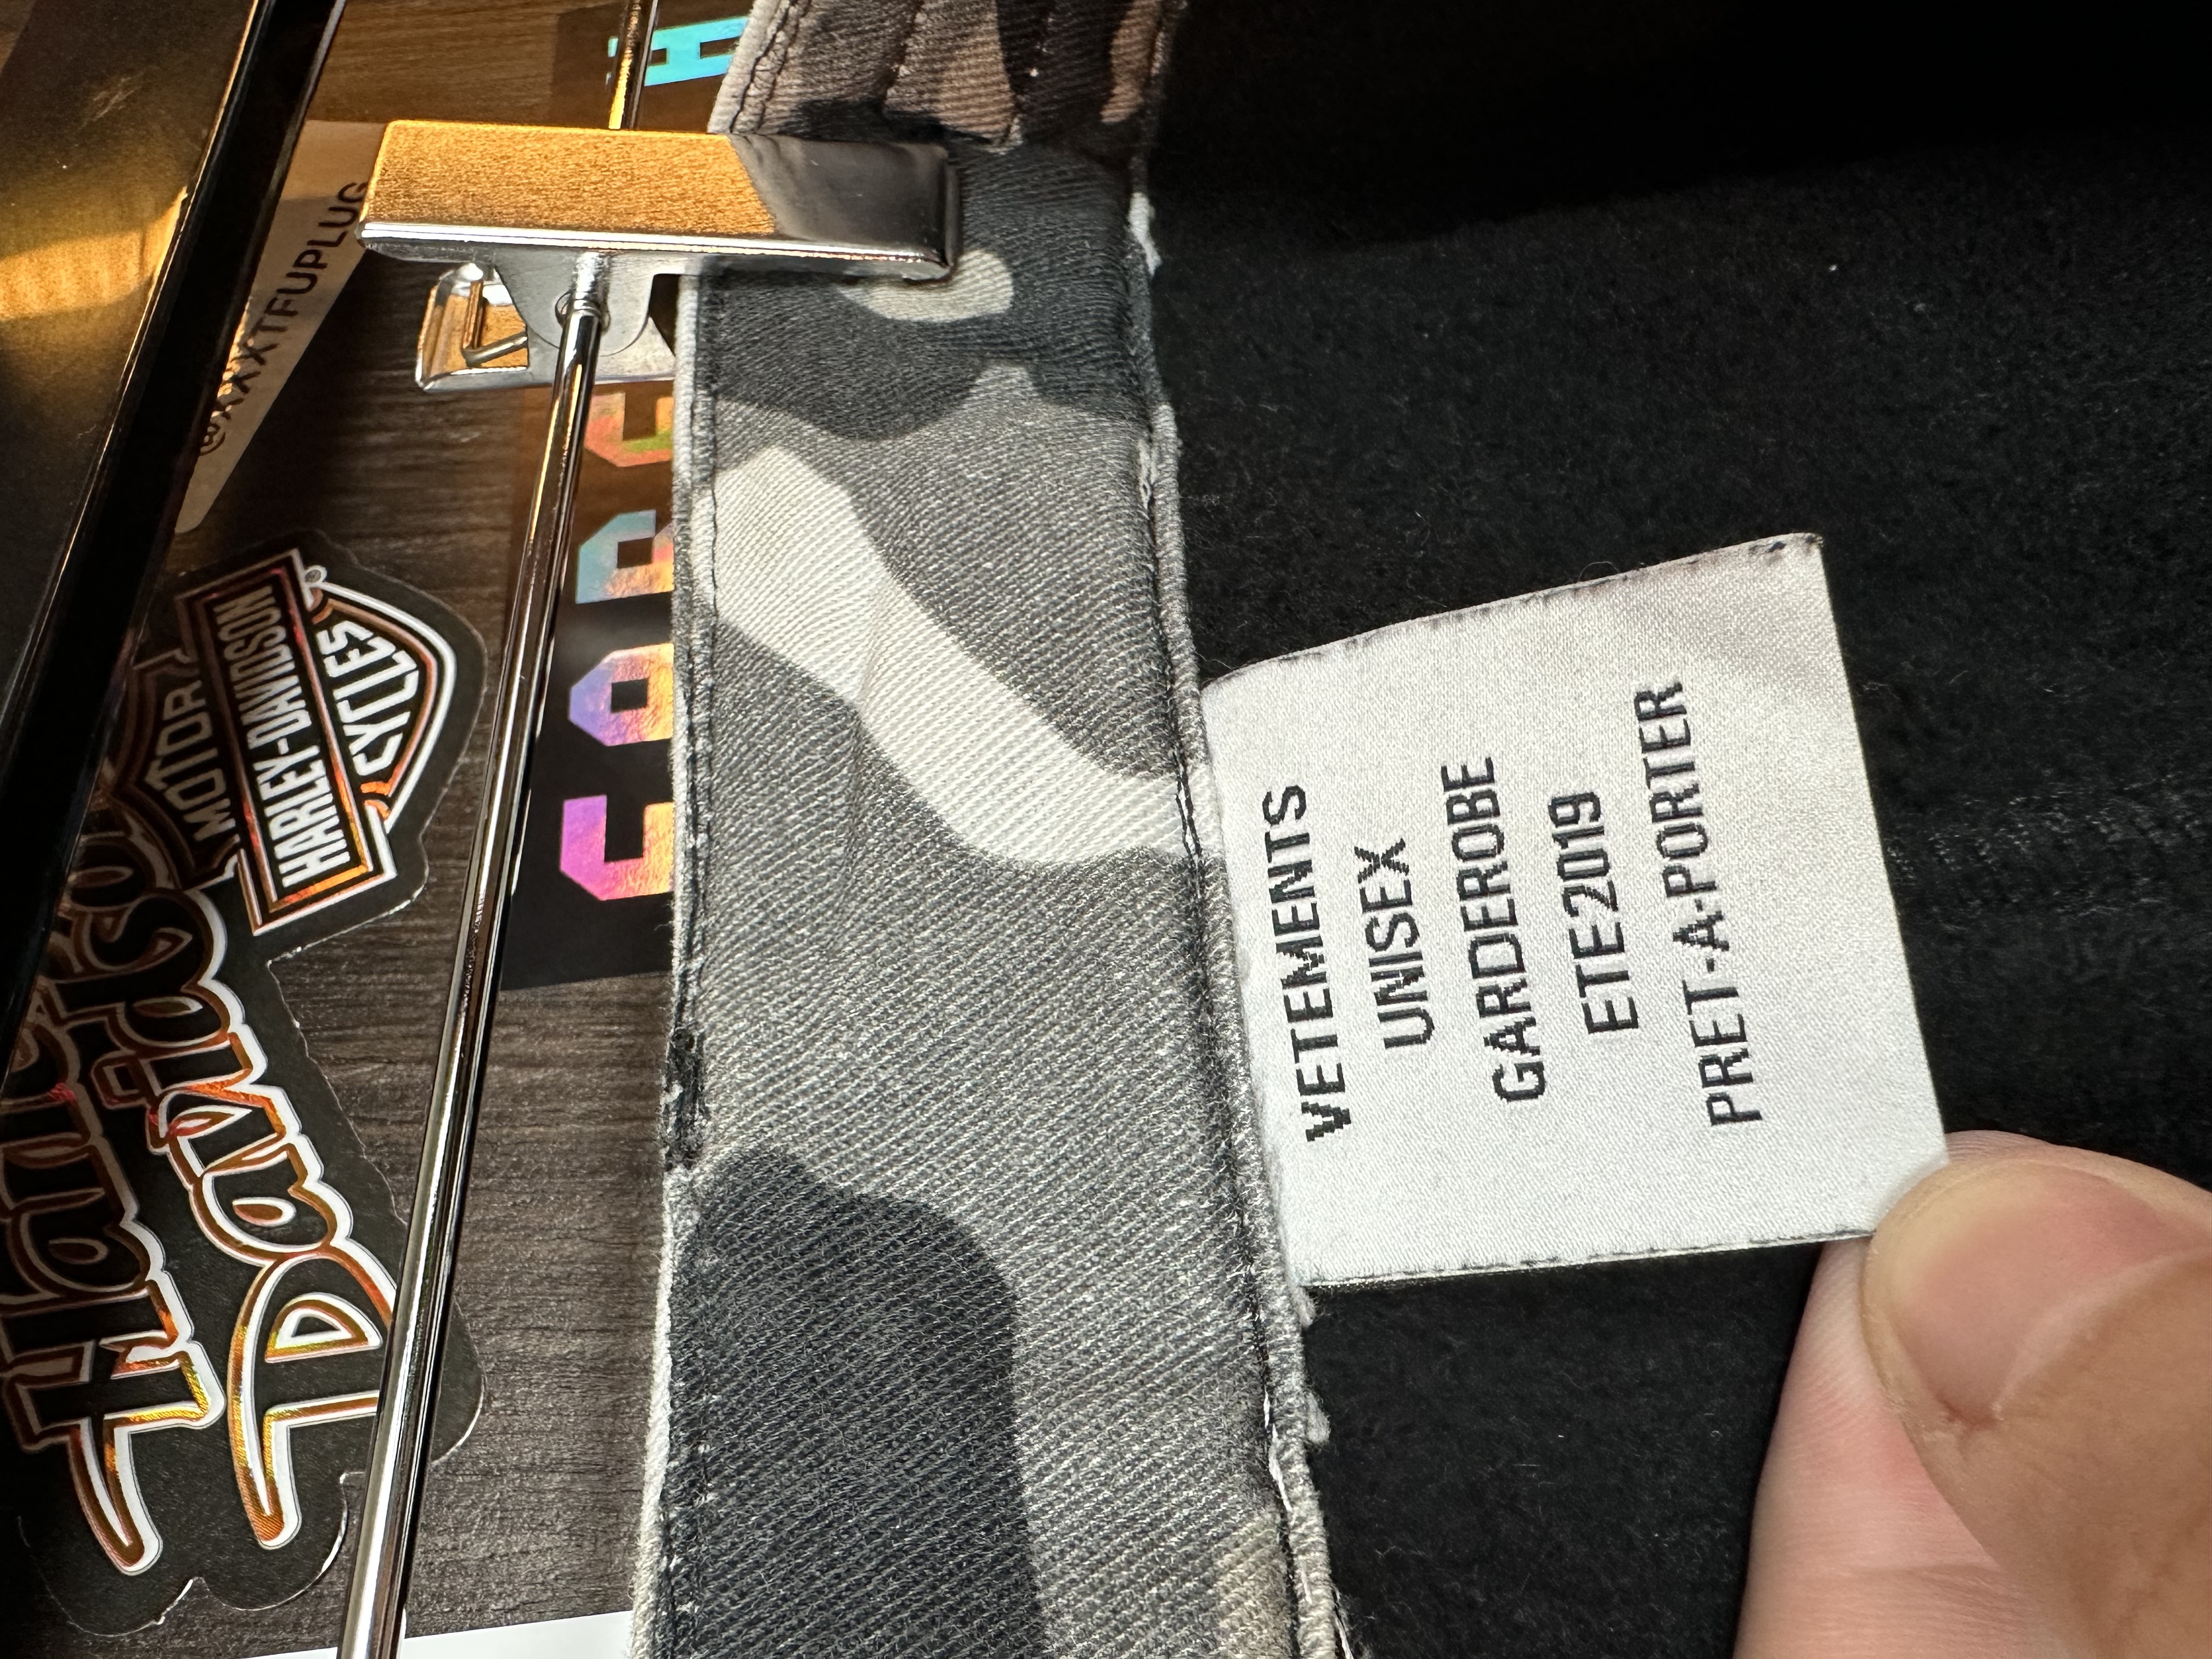 VETEMENTS
UNISEX
GARDEROBE
ETE2019
PRET-A-PORTER
@XXXTFUPLUG
MOTOR
HARLEY-DAVIDSON
CYCLES
®